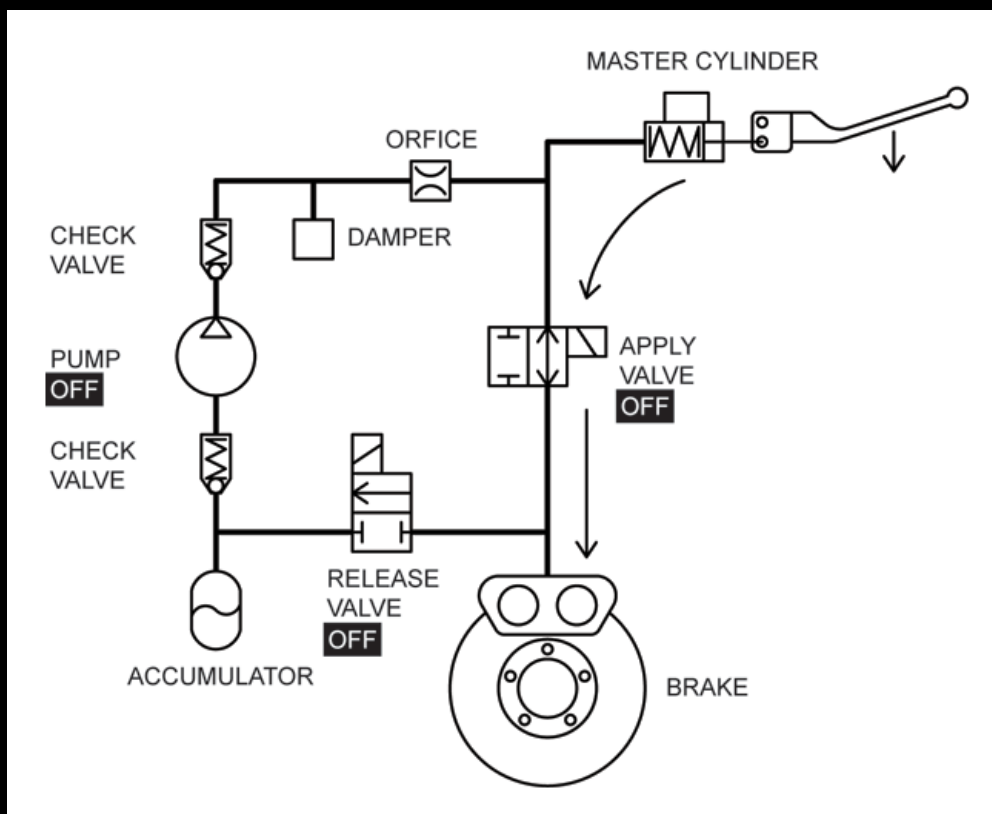 MASTER CYLINDER
ORFICE
CHECK
VALVE
DAMPER
PUMP
OFF
APPLY
VALVE
OFF
CHECK
VALVE
RELEASE
VALVE
OFF
ACCUMULATOR
BRAKE